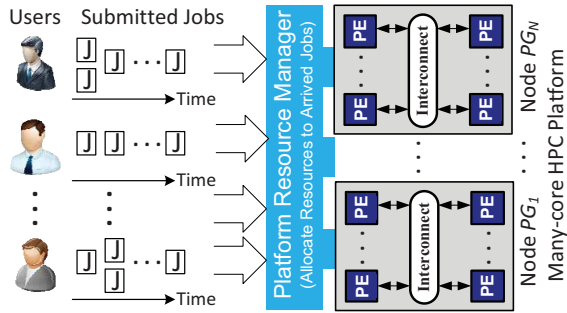 Users
Submitted Jobs
J
J
J
. . .
J
Time
J
J
. . .
J
Time
J
J
J
. . .
J
Time
Platform Resource Manager
(Allocate Resources to Arrived Jobs)
PE
PE
Interconnect
PE
PE
Node PG_N
PE
PE
Interconnect
PE
PE
Node PG_1
Many-core HPC Platform